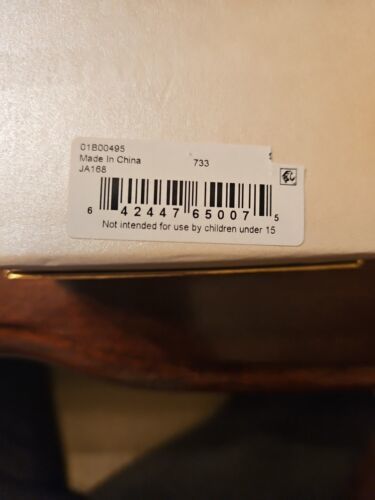 01B00495
Made In China 733
JA168
6 42447 65007 5
Not intended for use by children under 15